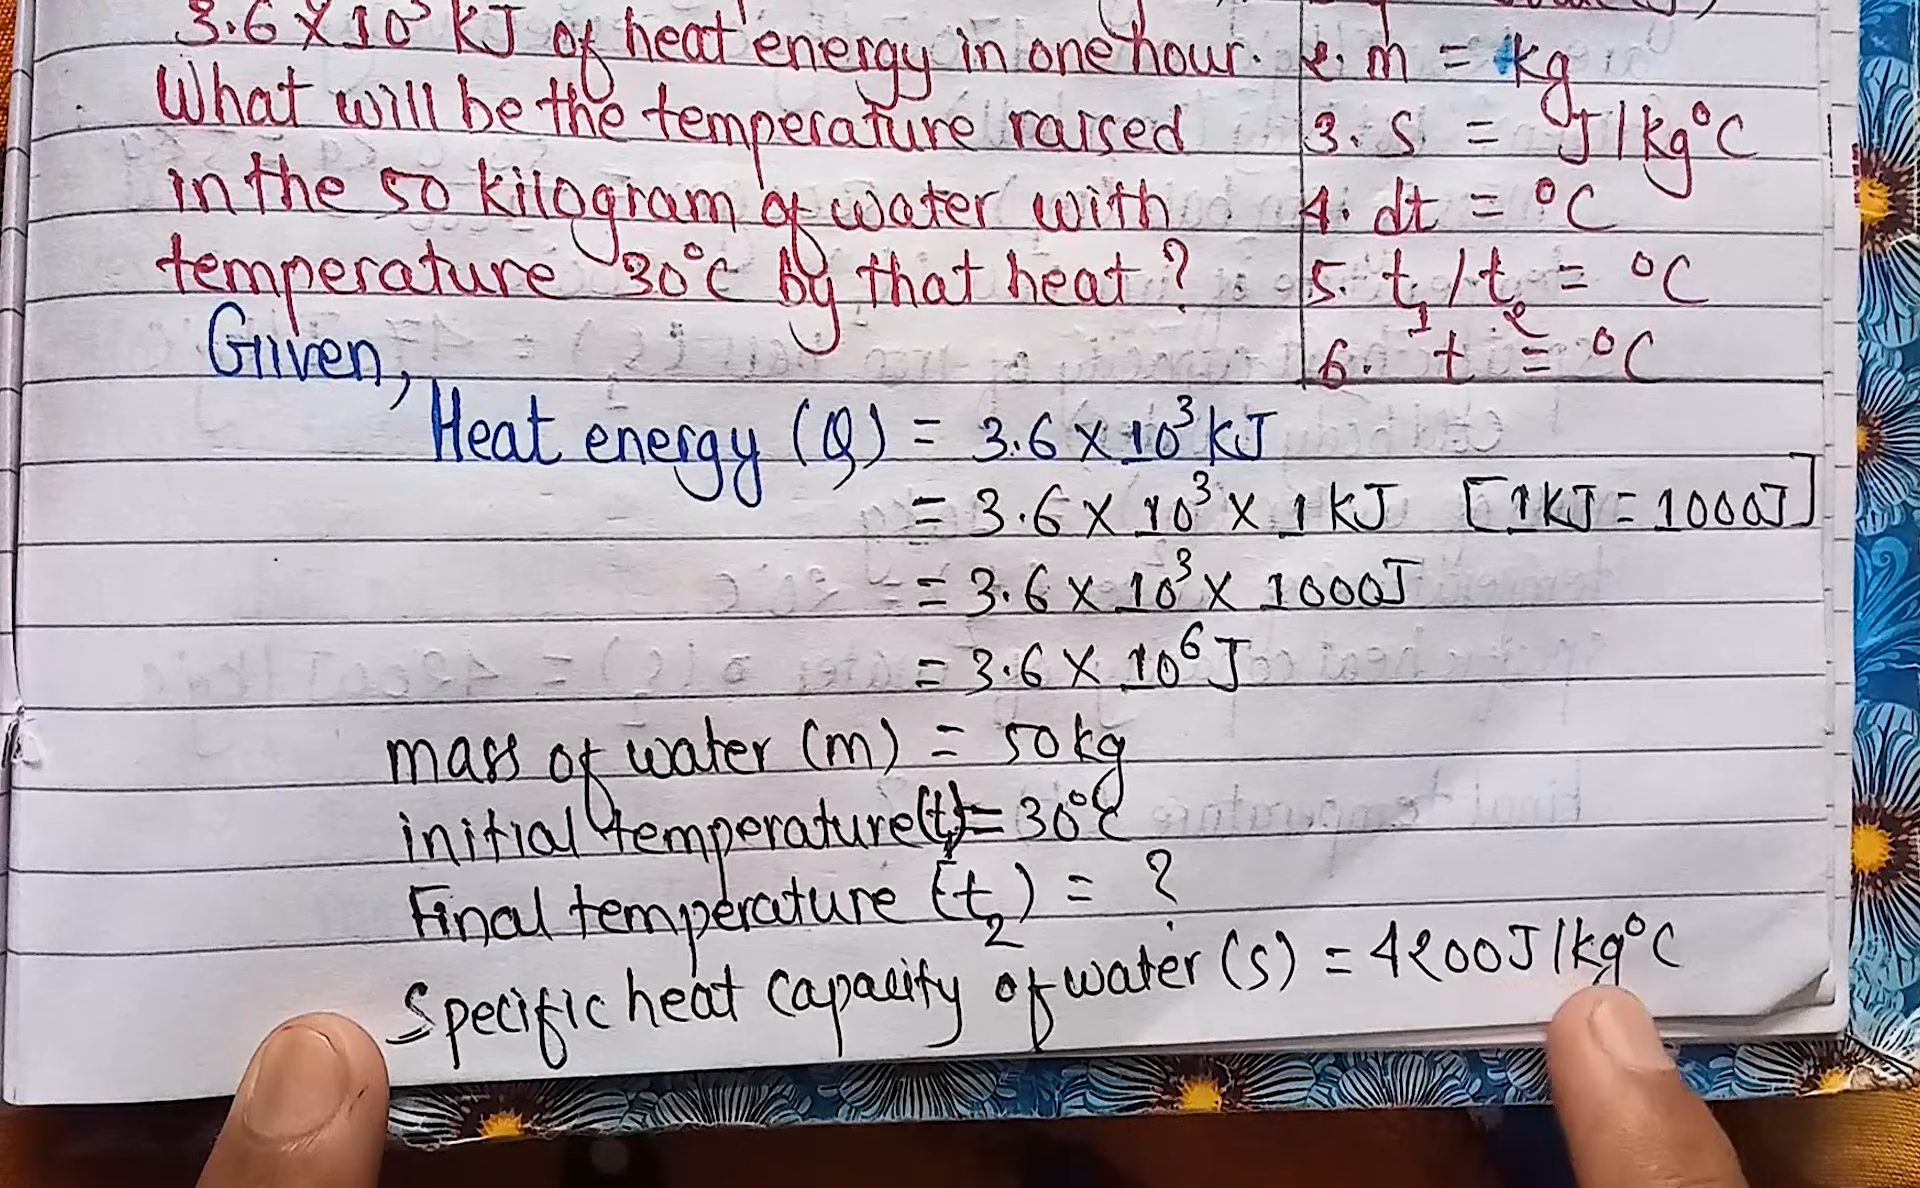 3.6 X 10³ KJ of heat energy in one hour.
What will be the temperature raised
in the 50 kilogram of water with
temperature 30°C by that heat?
2. m = kg
3. S = J/kg°C
4. dt = °C
5. t₁/t₂ = °C
6. t = °C
Given,
Heat energy (Q) = 3.6 X 10³ KJ
= 3.6 X 10³ X 1 KJ [1KJ = 1000J]
= 3.6 X 10³ X 1000J
= 3.6 X 10⁶ J
mass of water (m) = 50 kg
initial temperature (t₁) = 30°C
Final temperature (t₂) = ?
Specific heat capacity of water (s) = 4200J/kg°C